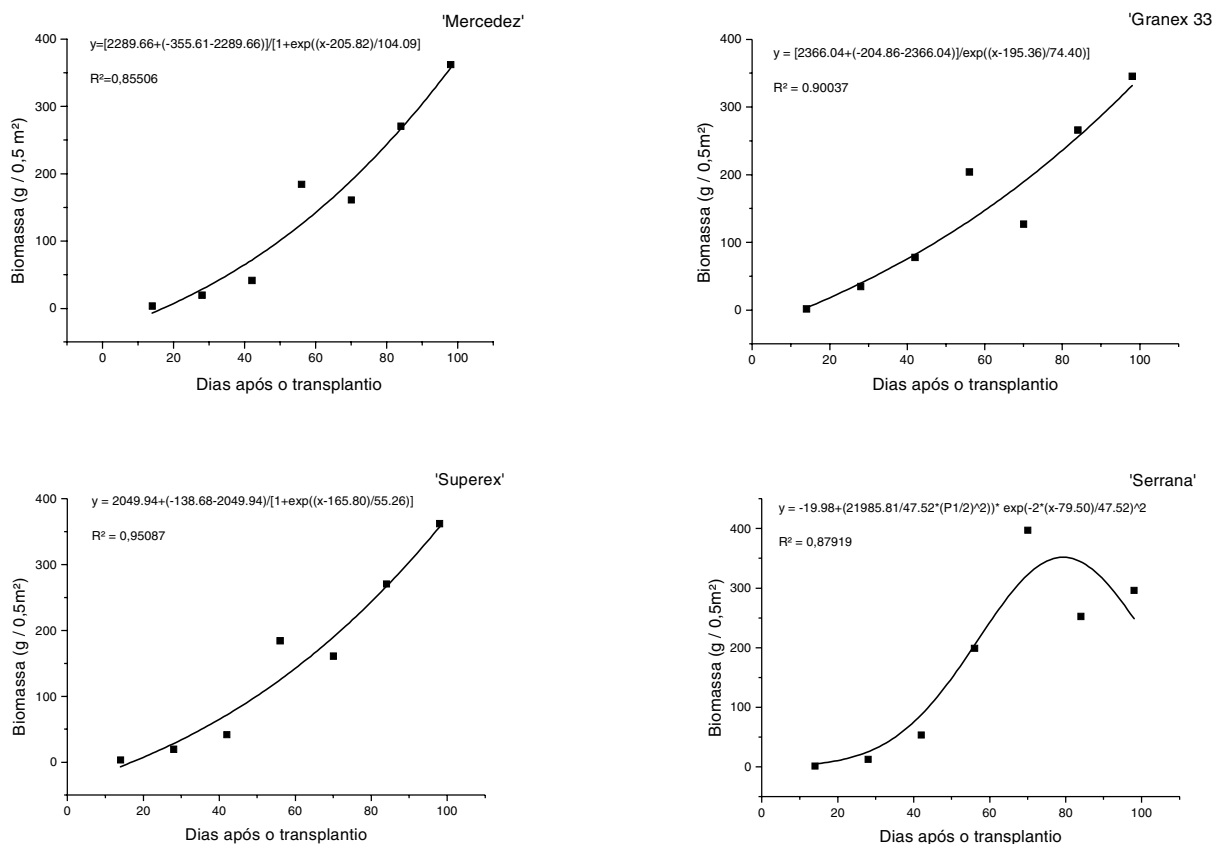 'Mercedez'
y=[2289.66+(-355.61-2289.66)]/[1+exp((x-205.82)/104.09]
R²=0,85506
Biomassa (g / 0,5 m²)
400
300
200
100
0
0 20 40 60 80 100
Dias após o transplantio
'Granex 33
y = [2366.04+(-204.86-2366.04)]/exp((x-195.36)/74.40)]
R² = 0.90037
Biomassa (g / 0,5m²)
400
300
200
100
0
0 20 40 60 80 100
Dias após o transplantio
'Superex'
y = 2049.94+(-138.68-2049.94)/[1+exp((x-165.80)/55.26)]
R² = 0,95087
Biomassa (g / 0,5m²)
400
300
200
100
0
0 20 40 60 80 100
Dias após o transplantio
'Serrana'
y = -19.98+(21985.81/47.52*(P1/2)^2))* exp(-2*(x-79.50)/47.52)^2
R² = 0,87919
Biomassa (g / 0,5m²)
400
300
200
100
0
0 20 40 60 80 100
Dias após o transplantio